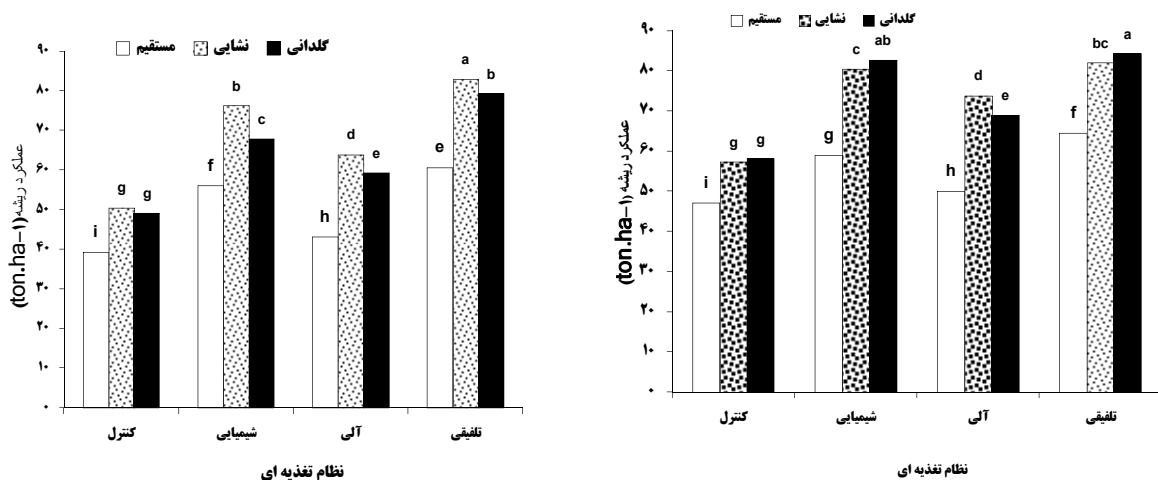 مستقیم نشایی گلدانی
عملکرد ریشه (ton.ha-۱)
۹۰
۸۰
۷۰
۶۰
۵۰
۴۰
۳۰
۲۰
۱۰
۰
i g g f b c h d e e a b
کنترل شیمیایی آلی تلفیقی
نظام تغذیه ای
مستقیم نشایی گلدانی
عملکرد ریشه (ton.ha-۱)
۹۰
۸۰
۷۰
۶۰
۵۰
۴۰
۳۰
۲۰
۱۰
۰
i g g g c ab h d e f bc a
کنترل شیمیایی آلی تلفیقی
نظام تغذیه ای